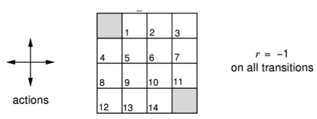 1 2 3
4 5 6 7
8 9 10 11
12 13 14
actions
r = −1
on all transitions